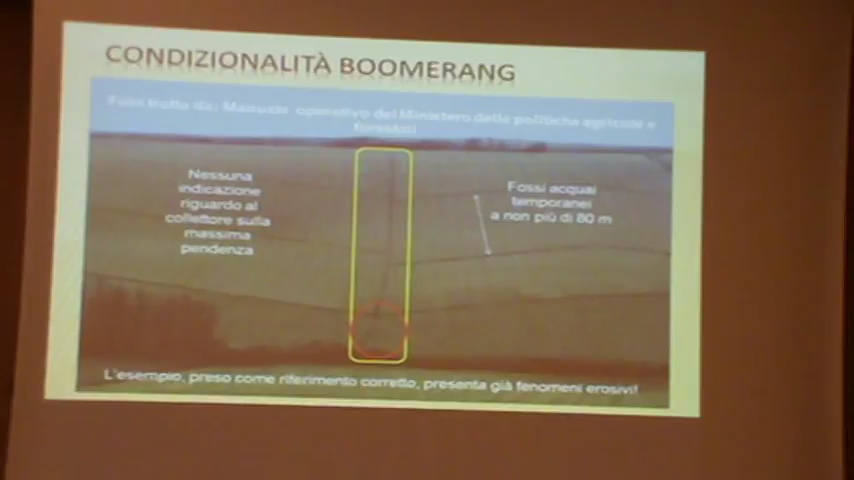 CONDIZIONALITÀ BOOMERANG
Foto tratta da: Manuale operativo del Ministero delle politiche agricole e
forestali
Nessuna
indicazione
riguardo al
collettore sulla
massima
pendenza
Fossi acquai
temporanei
a non più di 80 m
L'esempio, preso come riferimento corretto, presenta già fenomeni erosivi!